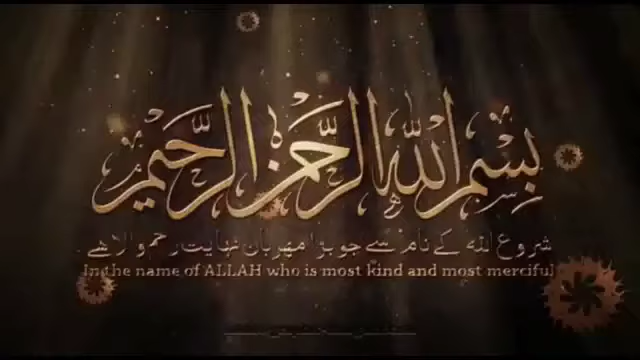 بسم الله الرحمن الرحيم
شروع اللہ کے نام سے جو بڑا مہربان نہایت رحم والا ہے
In the name of ALLAH who is most kind and most merciful